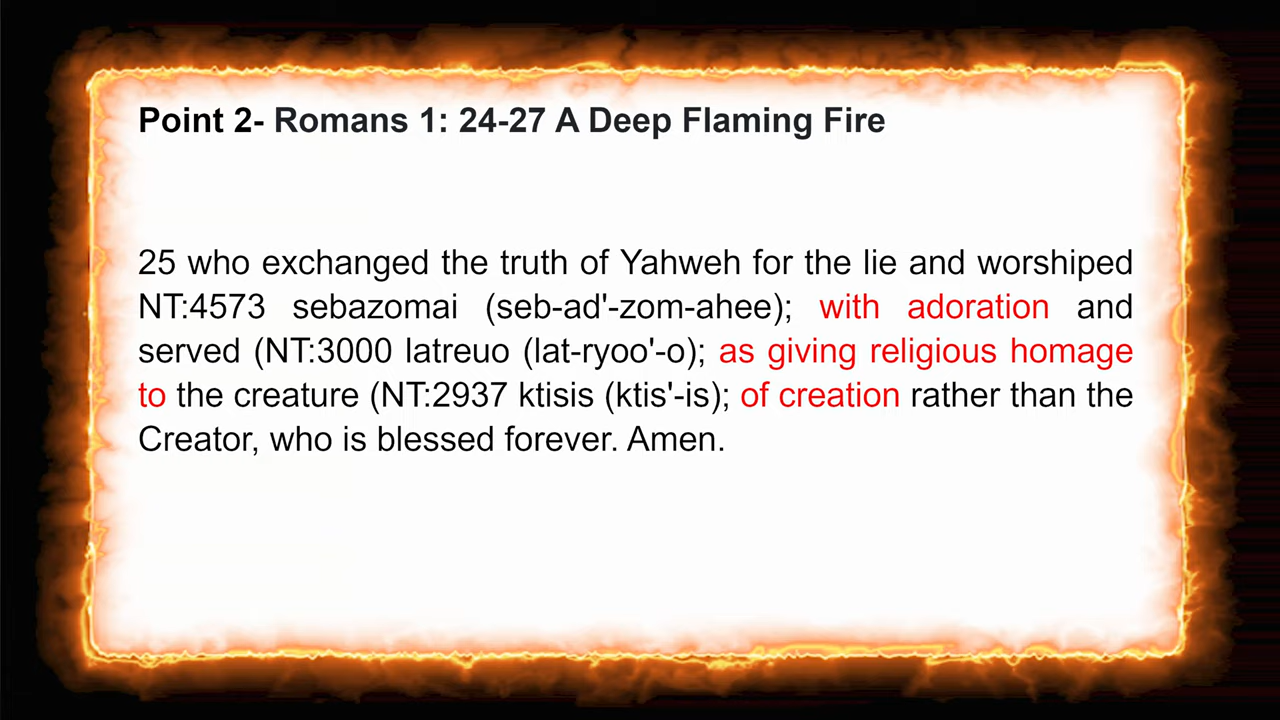 Point 2- Romans 1: 24-27 A Deep Flaming Fire
25 who exchanged the truth of Yahweh for the lie and worshiped
NT:4573 sebazomai (seb-ad'-zom-ahee); with adoration and
served (NT:3000 latreuo (lat-ryoo'-o); as giving religious homage
to the creature (NT:2937 ktisis (ktis'-is); of creation rather than the
Creator, who is blessed forever. Amen.